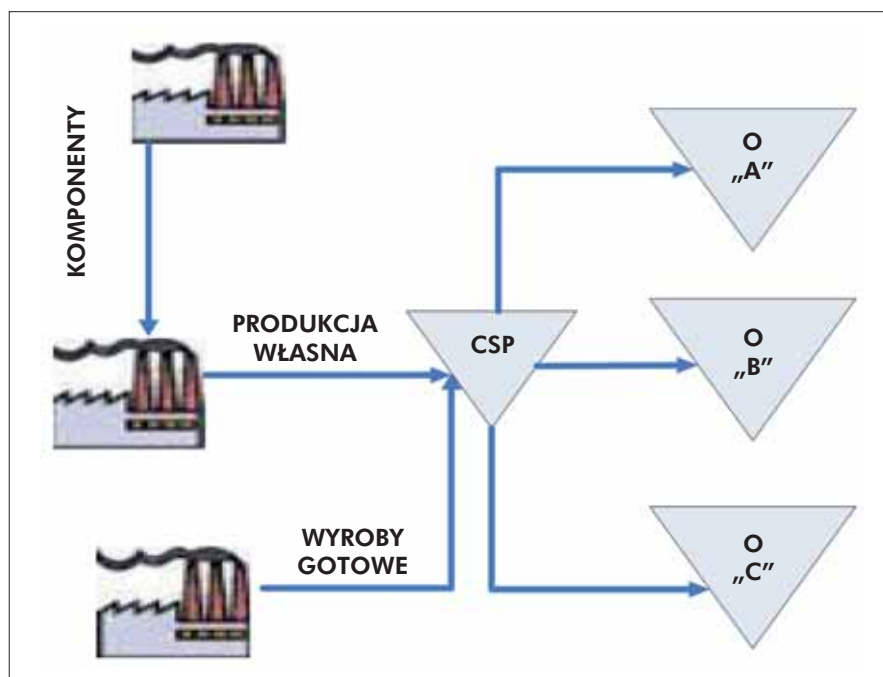 KOMPONENTY
PRODUKCJA
WŁASNA
WYROBY
GOTOWE
CSP
O
„A”
O
„B”
O
„C”